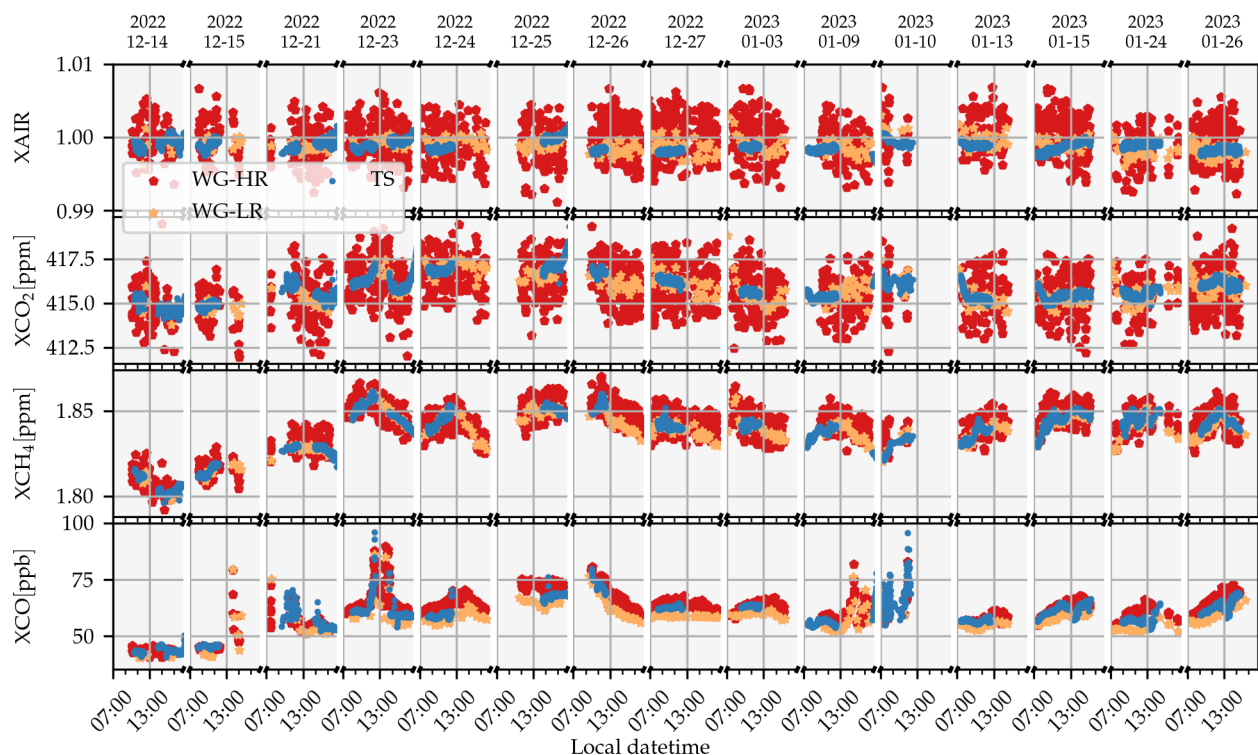 2022 2022 2022 2022 2022 2022 2022 2022 2023 2023 2023 2023 2023 2023 2023
12-14 12-15 12-21 12-23 12-24 12-25 12-26 12-27 01-03 01-09 01-10 01-13 01-15 01-24 01-26
1.01
1.00
0.99
XAIR
WG-HR TS
WG-LR
417.5
415.0
412.5
XCO₂[ppm]
1.85
1.80
XCH₄[ppm]
100
75
50
XCO[ppb]
07:00 13:00 07:00 13:00 07:00 13:00 07:00 13:00 07:00 13:00 07:00 13:00 07:00 13:00 07:00 13:00 07:00 13:00 07:00 13:00 07:00 13:00 07:00 13:00 07:00 13:00 07:00 13:00 07:00 13:00
Local datetime